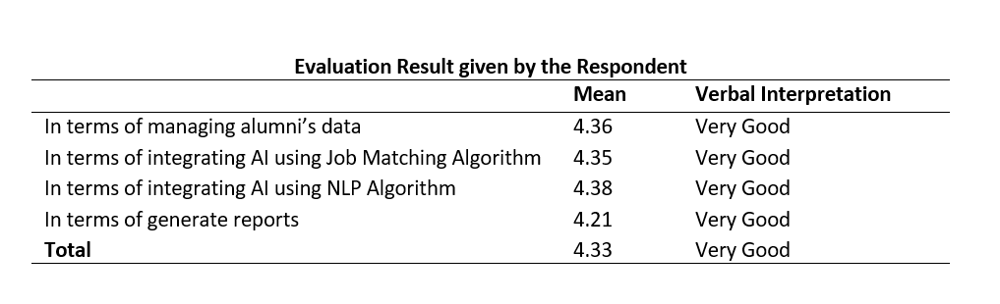 Evaluation Result given by the Respondent
Mean Verbal Interpretation
In terms of managing alumni’s data 4.36 Very Good
In terms of integrating AI using Job Matching Algorithm 4.35 Very Good
In terms of integrating AI using NLP Algorithm 4.38 Very Good
In terms of generate reports 4.21 Very Good
Total 4.33 Very Good